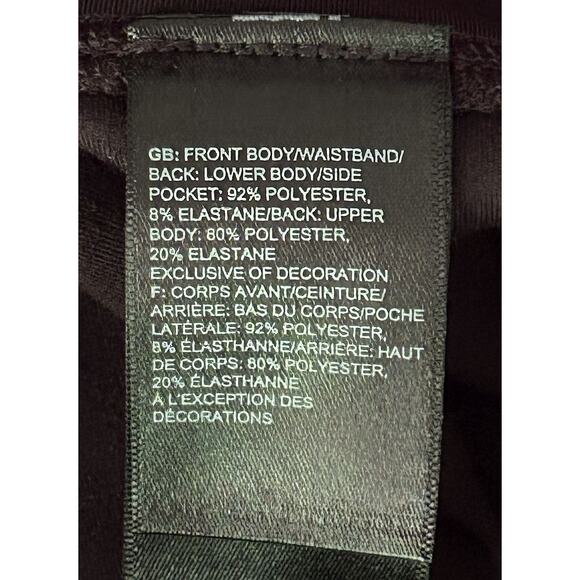 GB: FRONT BODY/WAISTBAND/
BACK: LOWER BODY/SIDE
POCKET: 92% POLYESTER,
8% ELASTANE/BACK: UPPER
BODY: 80% POLYESTER,
20% ELASTANE
EXCLUSIVE OF DECORATION
F: CORPS AVANT/CEINTURE/
ARRIÈRE: BAS DU CORPS/POCHE
LATÉRALE: 92% POLYESTER,
8% ÉLASTHANNE/ARRIÈRE: HAUT
DE CORPS: 80% POLYESTER,
20% ÉLASTHANNE
À L'EXCEPTION DES
DÉCORATIONS